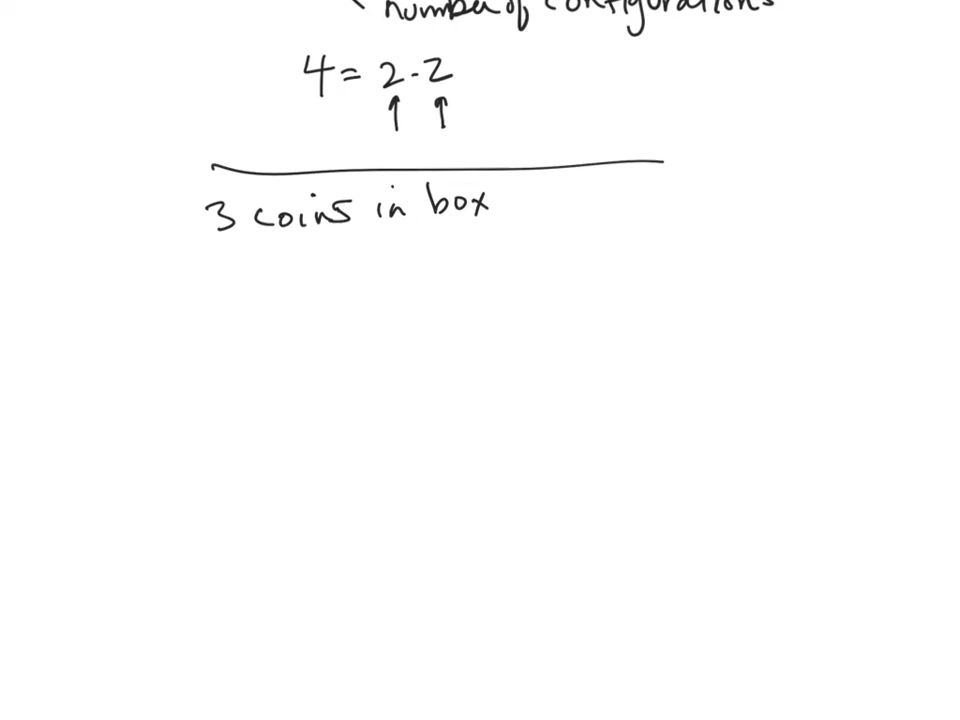 number of configurations
4 = 2 · 2
3 coins in box